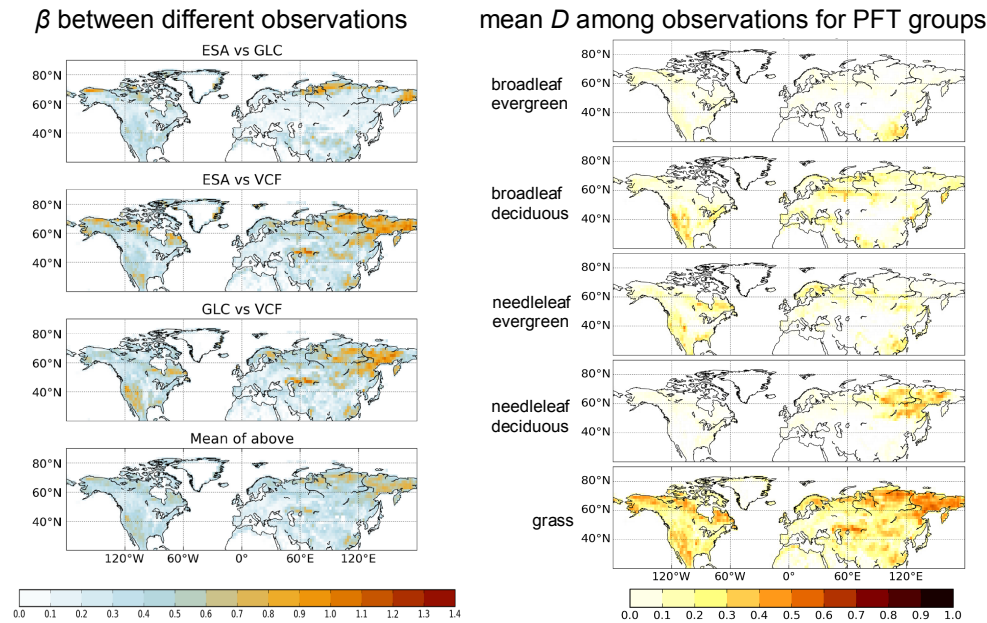 β between different observations
ESA vs GLC
80°N
60°N
40°N
ESA vs VCF
80°N
60°N
40°N
GLC vs VCF
80°N
60°N
40°N
Mean of above
80°N
60°N
40°N
120°W 60°W 0° 60°E 120°E
0.0 0.1 0.2 0.3 0.4 0.5 0.6 0.7 0.8 0.9 1.0 1.1 1.2 1.3 1.4
mean D among observations for PFT groups
broadleaf
evergreen
80°N
60°N
40°N
broadleaf
deciduous
80°N
60°N
40°N
needleleaf
evergreen
80°N
60°N
40°N
needleleaf
deciduous
80°N
60°N
40°N
grass
80°N
60°N
40°N
120°W 60°W 0° 60°E 120°E
0.0 0.1 0.2 0.3 0.4 0.5 0.6 0.7 0.8 0.9 1.0